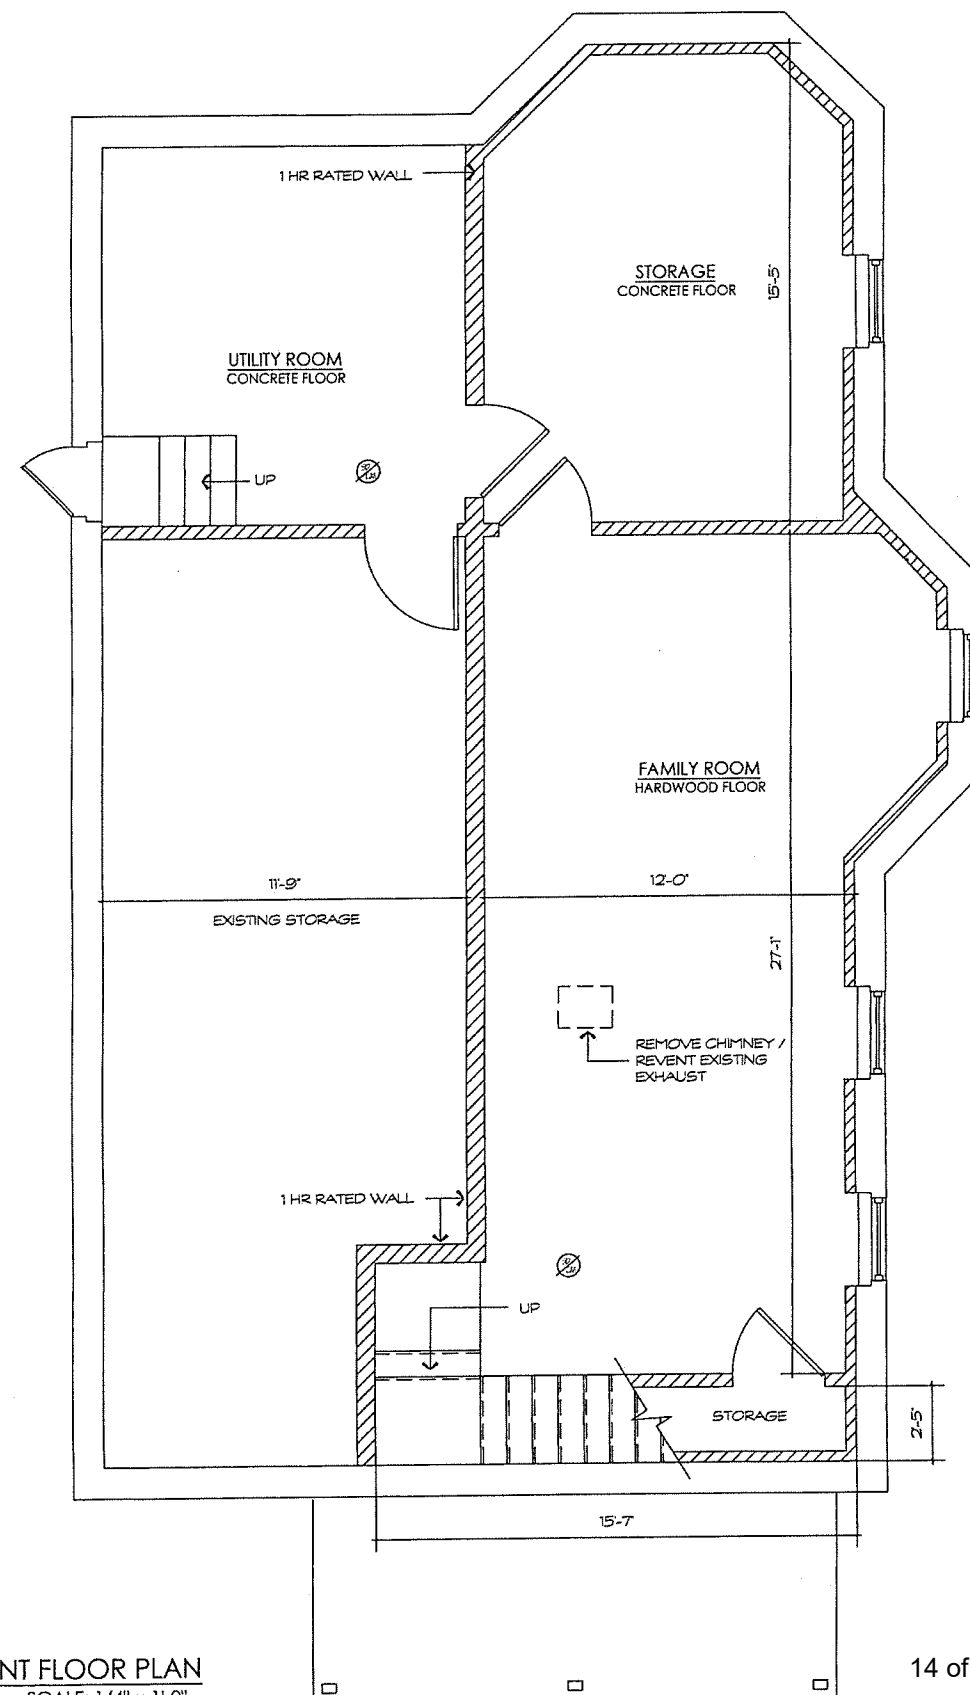 1 HR RATED WALL
STORAGE
CONCRETE FLOOR
15'-5"
UTILITY ROOM
CONCRETE FLOOR
UP
FAMILY ROOM
HARDWOOD FLOOR
11'-9"
12'-0"
EXISTING STORAGE
27'-1"
REMOVE CHIMNEY /
REVENT EXISTING
EXHAUST
1 HR RATED WALL
UP
STORAGE
2'-5"
15'-7"
NT FLOOR PLAN
14 of